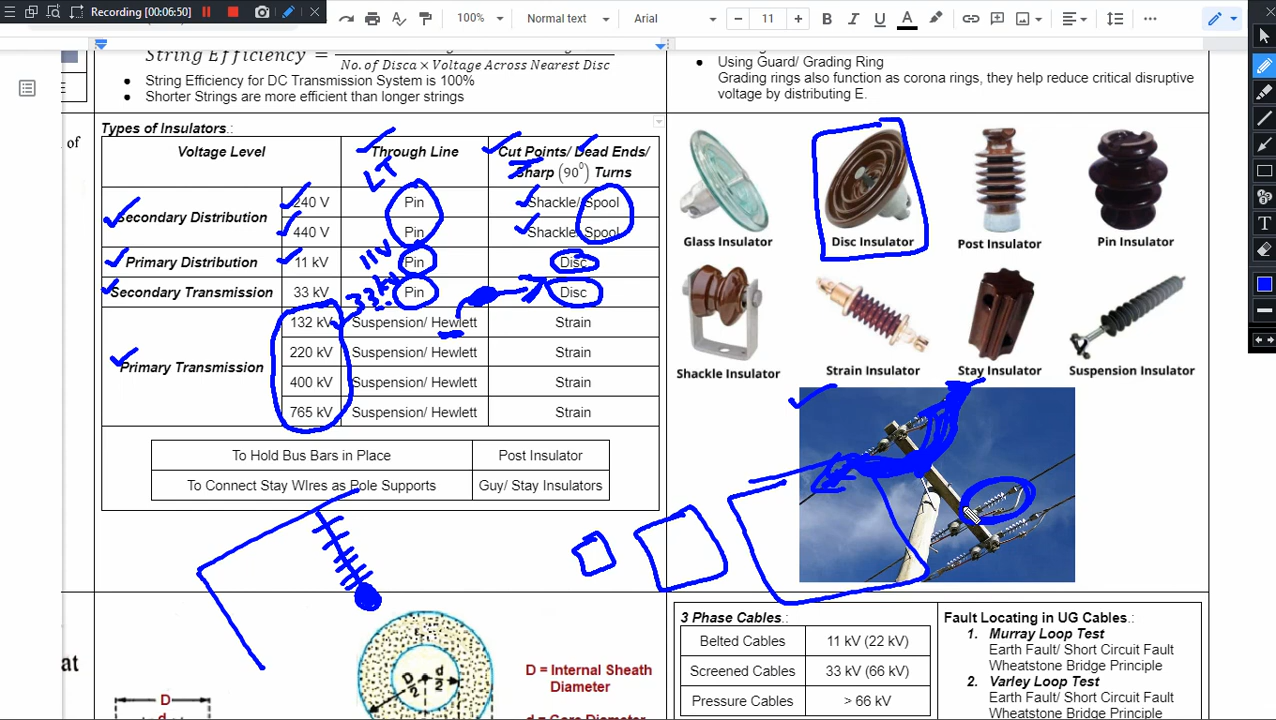 Recording [00:06:50]
100%
Normal text
Arial
11
B I U A
String Efficiency =
No. of Discs × Voltage Across Nerest Disc
● String Efficiency for DC Transmission System is 100%
● Shorter Strings are more efficient than longer strings
● Using Guard/ Grading Ring
Grading rings also function as corona rings, they help reduce critical disruptive
voltage by distributing E.
of
Types of Insulators.:
Voltage Level Through Line Cut Points/ Dead Ends/
Sharp (90⁰) Turns
LT
Secondary Distribution 240 V Pin Shackle/ Spool
440 V Pin Shackle/ Spool
11V
Primary Distribution 11 kV Pin Disc
Secondary Transmission 33 kV Pin Disc
33kV
Primary Transmission 132 kV Suspension/ Hewlett Strain
220 kV Suspension/ Hewlett Strain
400 kV Suspension/ Hewlett Strain
765 kV Suspension/ Hewlett Strain
To Hold Bus Bars in Place Post Insulator
To Connect Stay WIres as Pole Supports Guy/ Stay Insulators
Glass Insulator Disc Insulator Post Insulator Pin Insulator
Shackle Insulator Strain Insulator Stay Insulator Suspension Insulator
at
D
d
D/2
d/2
D = Internal Sheath
Diameter
3 Phase Cables.:
Belted Cables 11 kV (22 kV)
Screened Cables 33 kV (66 kV)
Pressure Cables > 66 kV
Fault Locating in UG Cables.:
1. Murray Loop Test
Earth Fault/ Short Circuit Fault
Wheatstone Bridge Principle
2. Varley Loop Test
Earth Fault/ Short Circuit Fault
Wheatstone Bridge Principle